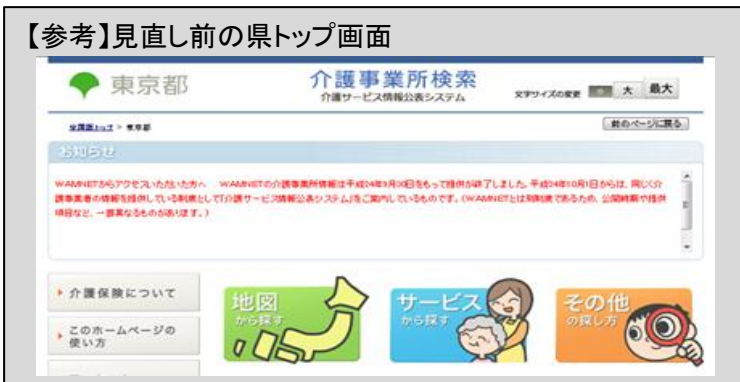 【参考】見直し前の県トップ画面
東京都
介護事業所検索
介護サービス情報公表システム
文字サイズの変更 大 最大
全国版トップ > 東京都
前のページに戻る
お知らせ
WAMNETからアクセスいただいた方へ WAMNETの介護事業所情報は平成24年9月30日をもって提供が終了しました。平成24年10月1日からは、同じく介
護事業者の情報を提供している制度として「介護サービス情報公表システム」をご案内しているものです。(WAMNETとは別制度であるため、公開時期や提供
項目など、一部異なるものがあります。)
介護保険について
このホームページの
使い方
地図
から探す
サービス
から探す
その他
の探し方